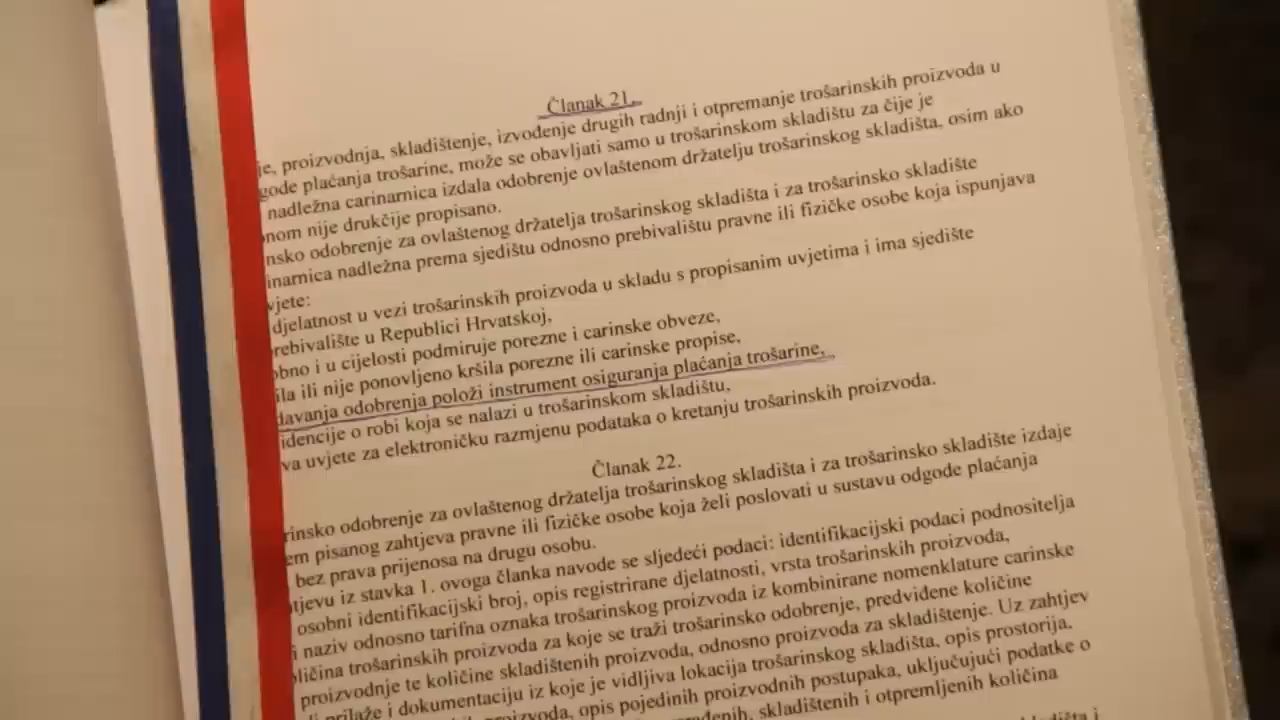 Članak 21.
je, proizvodnja, skladištenje, izvođenje drugih radnji i otpremanje trošarinskih proizvoda u
gode plaćanja trošarine, može se obavljati samo u trošarinskom skladištu za čije je
nadležna carinarnica izdala odobrenje ovlaštenom držatelju trošarinskog skladišta, osim ako
nom nije drukčije propisano.
nsko odobrenje za ovlaštenog držatelja trošarinskog skladišta i za trošarinsko skladište
inarnica nadležna prema sjedištu odnosno prebivalištu pravne ili fizičke osobe koja ispunjava
vjete:
djelatnost u vezi trošarinskih proizvoda u skladu s propisanim uvjetima i ima sjedište
rebivalište u Republici Hrvatskoj,
obno i u cijelosti podmiruje porezne i carinske obveze,
ila ili nije ponovljeno kršila porezne ili carinske propise,
davanja odobrenja položi instrument osiguranja plaćanja trošarine,
idencije o robi koja se nalazi u trošarinskom skladištu,
va uvjete za elektroničku razmjenu podataka o kretanju trošarinskih proizvoda.
Članak 22.
rinsko odobrenje za ovlaštenog držatelja trošarinskog skladišta i za trošarinsko skladište izdaje
em pisanog zahtjeva pravne ili fizičke osobe koja želi poslovati u sustavu odgode plaćanja
bez prava prijenosa na drugu osobu.
tjevu iz stavka 1. ovoga članka navode se sljedeći podaci: identifikacijski podaci podnositelja
osobni identifikacijski broj, opis registrirane djelatnosti, vrsta trošarinskih proizvoda,
i naziv odnosno tarifna oznaka trošarinskog proizvoda iz kombinirane nomenklature carinske
ličina trošarinskih proizvoda za koje se traži trošarinsko odobrenje, predviđene količine
proizvodnje te količine skladištenih proizvoda, odnosno proizvoda za skladištenje. Uz zahtjev
prilaže i dokumentaciju iz koje je vidljiva lokacija trošarinskog skladišta, opis prostorija,
proizvoda, opis pojedinih proizvodnih postupaka, uključujući podatke o
skladištenih i otpremljenih količina